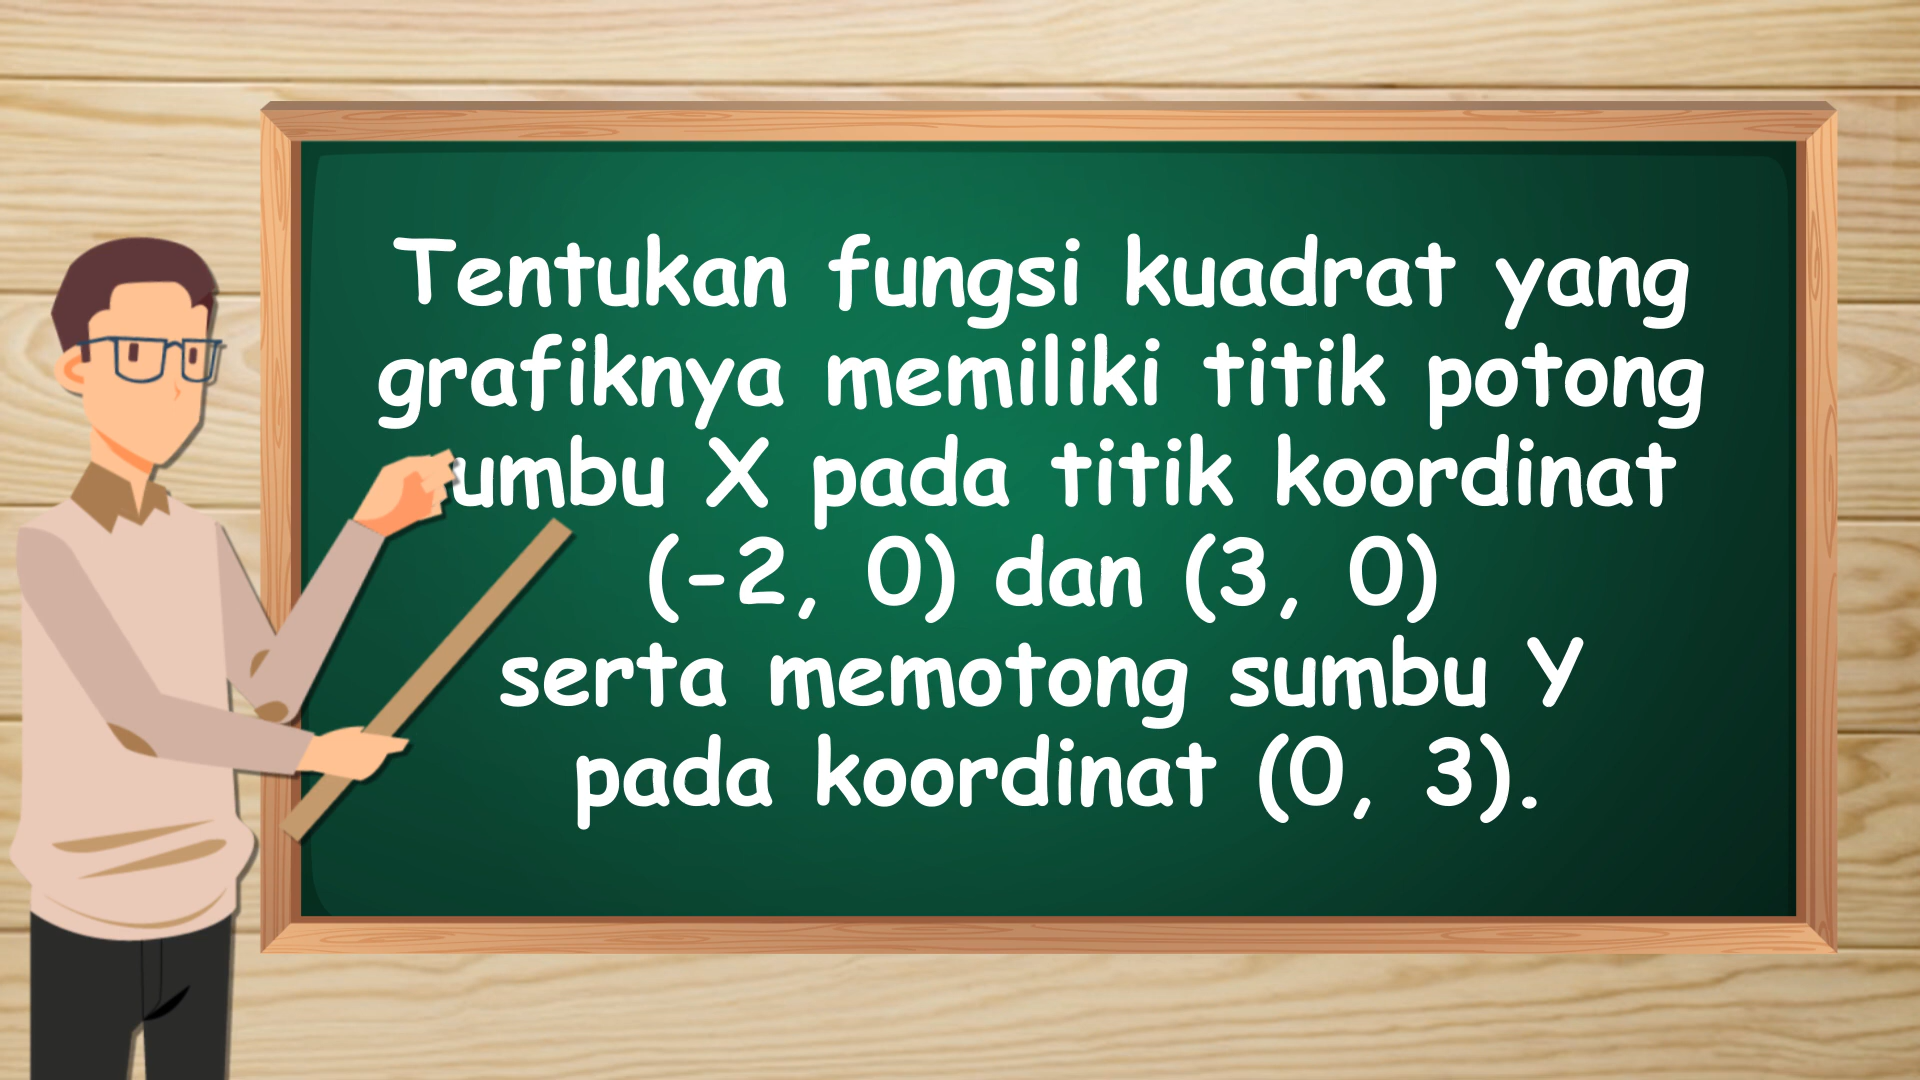 Tentukan fungsi kuadrat yang
grafiknya memiliki titik potong
umbu X pada titik koordinat
(-2, 0) dan (3, 0)
serta memotong sumbu Y
pada koordinat (0, 3).